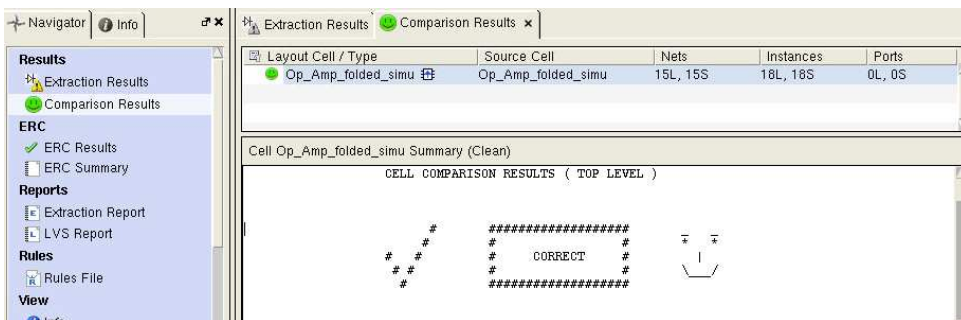 Navigator
Info
Results
Extraction Results
Comparison Results
ERC
ERC Results
ERC Summary
Reports
Extraction Report
LVS Report
Rules
Rules File
View
Extraction Results
Comparison Results
Layout Cell / Type Source Cell Nets Instances Ports
Op_Amp_folded_simu Op_Amp_folded_simu 15L, 15S 18L, 18S 0L, 0S
Cell Op_Amp_folded_simu Summary (Clean)
CELL COMPARISON RESULTS ( TOP LEVEL )
# ###################
# # #
# # # CORRECT #
# # # #
# ###################